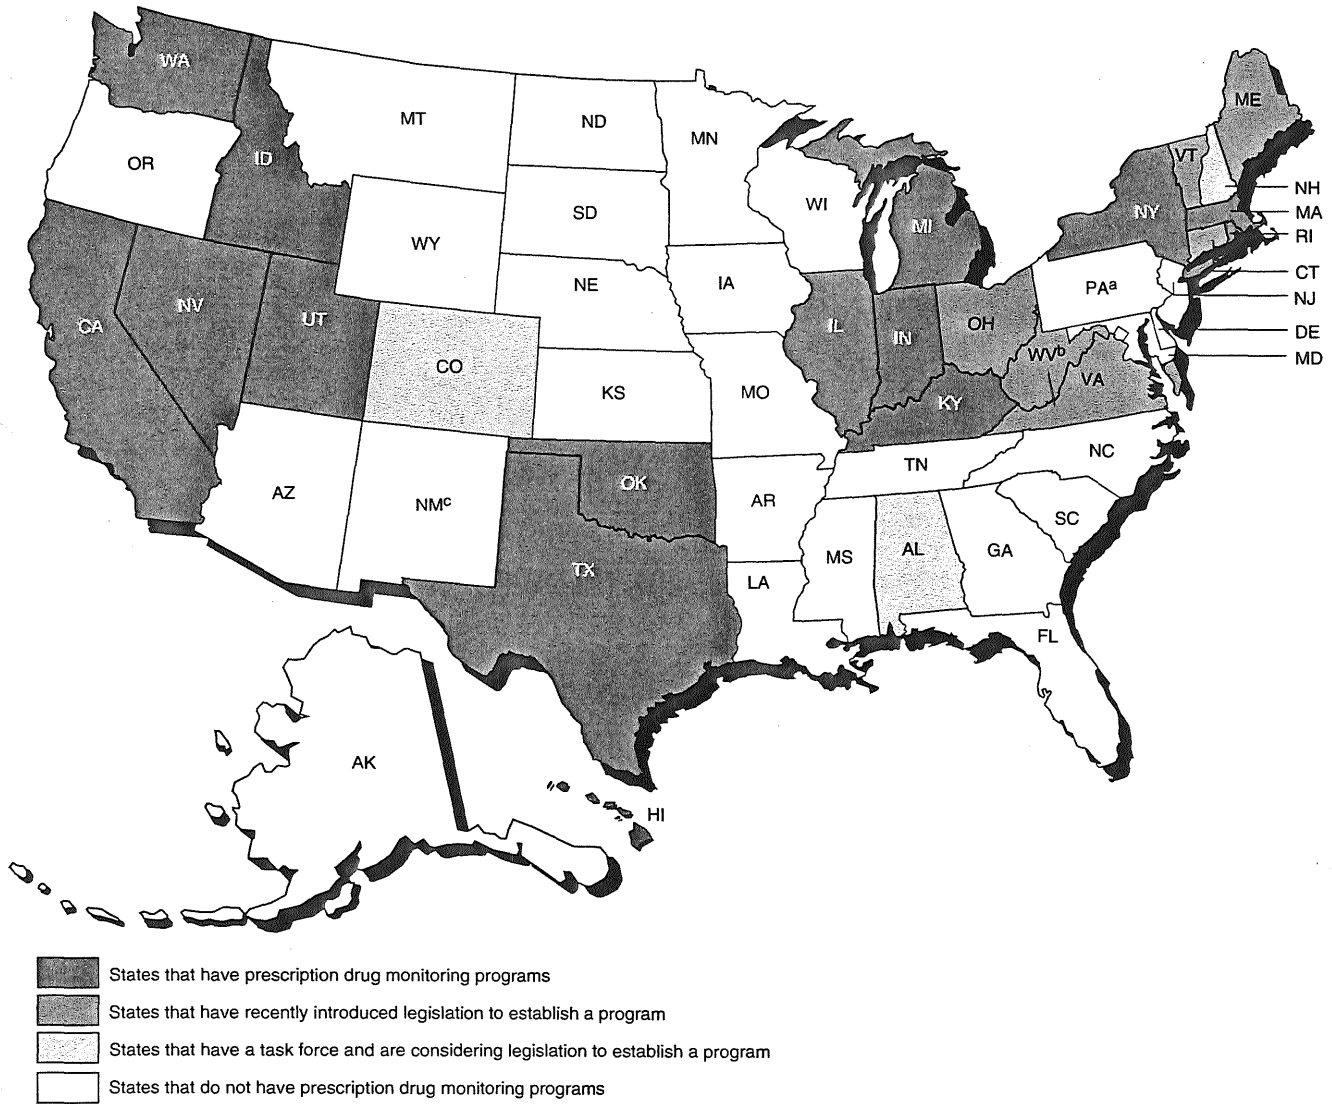 WA
ME
MT
ND
MN
VT
OR
ID
NH
WI
SD
MI
NY
MA
WY
RI
CT
NE
IA
PAa
NJ
NV
UT
CA
IL
IN
OH
DE
WVb
MD
CO
VA
KS
MO
KY
NC
TN
AZ
NMc
OK
AR
SC
MS
AL
GA
TX
LA
FL
AK
HI
States that have prescription drug monitoring programs
States that have recently introduced legislation to establish a program
States that have a task force and are considering legislation to establish a program
States that do not have prescription drug monitoring programs